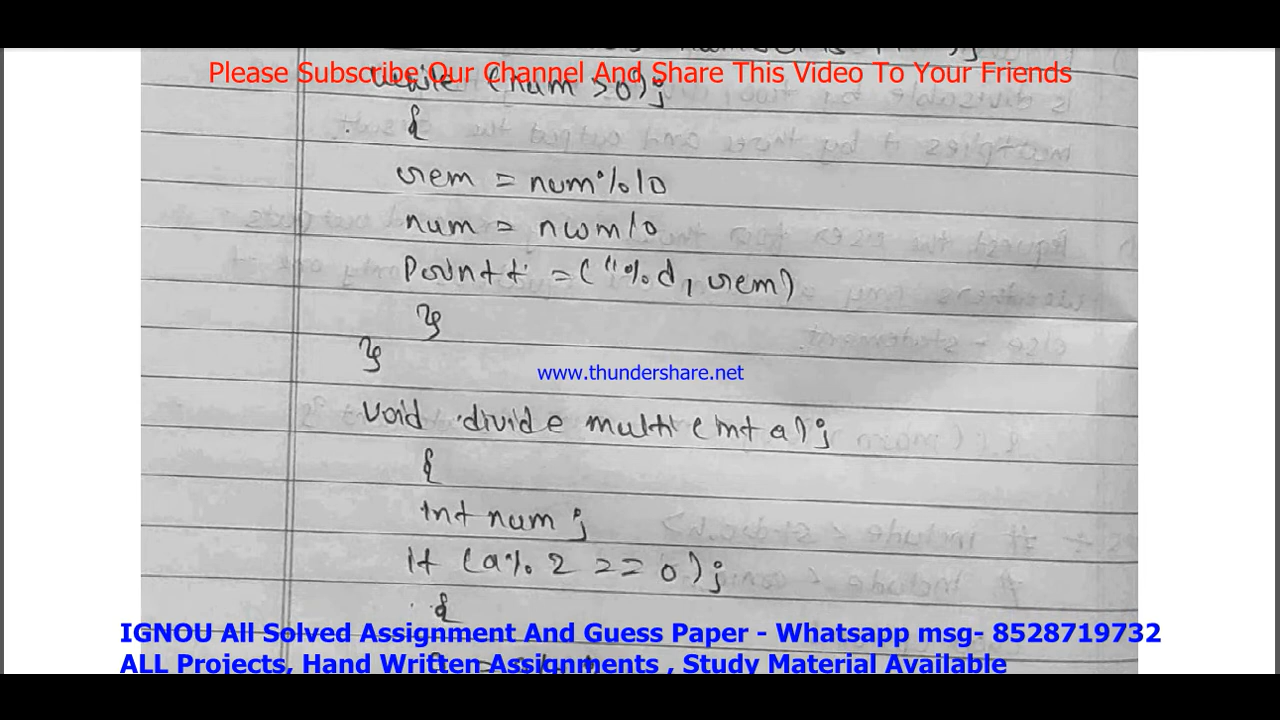 Please Subscribe Our Channel And Share This Video To Your Friends
while (num >0);
{
rem = num%10
num = num/0
Printf =("%d, rem)
}
}
www.thundershare.net
void divide multi(int a);
{
int num;
if (a% 2 == 0);
{
IGNOU All Solved Assignment And Guess Paper - Whatsapp msg- 8528719732
ALL Projects, Hand Written Assignments , Study Material Available